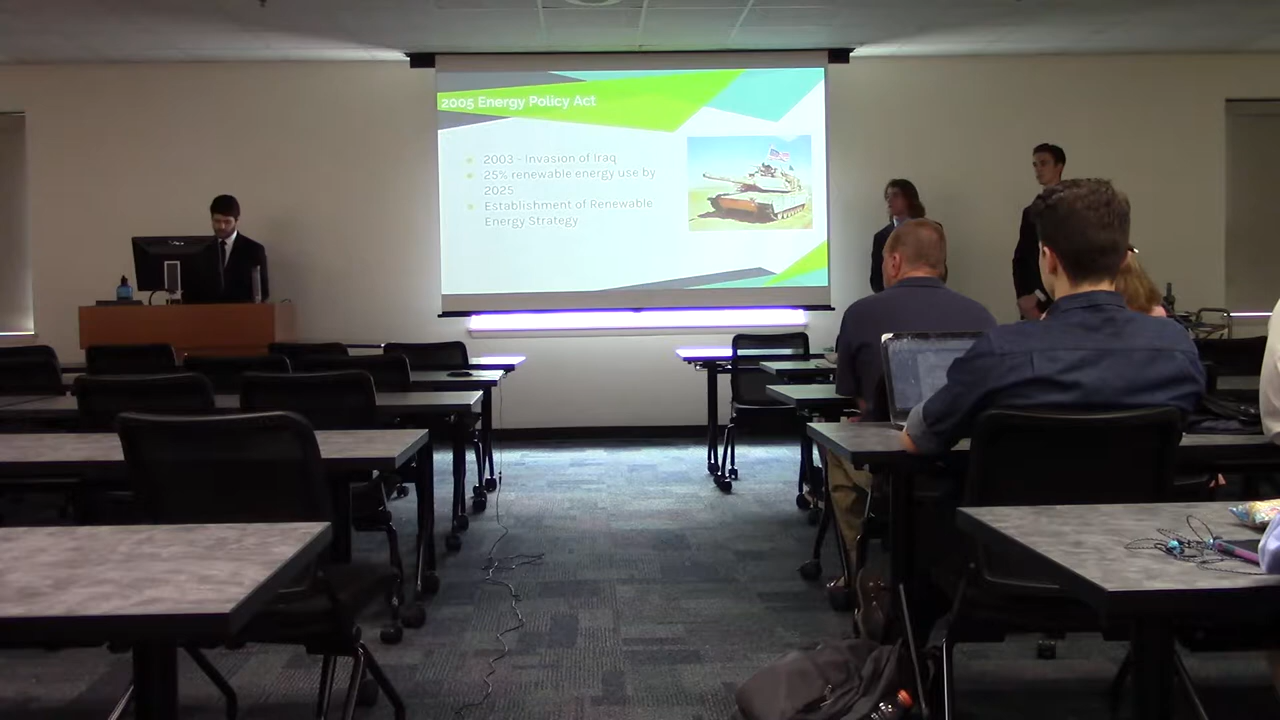 2005 Energy Policy Act
2003 - Invasion of Iraq
25% renewable energy use by
2025
Establishment of Renewable
Energy Strategy